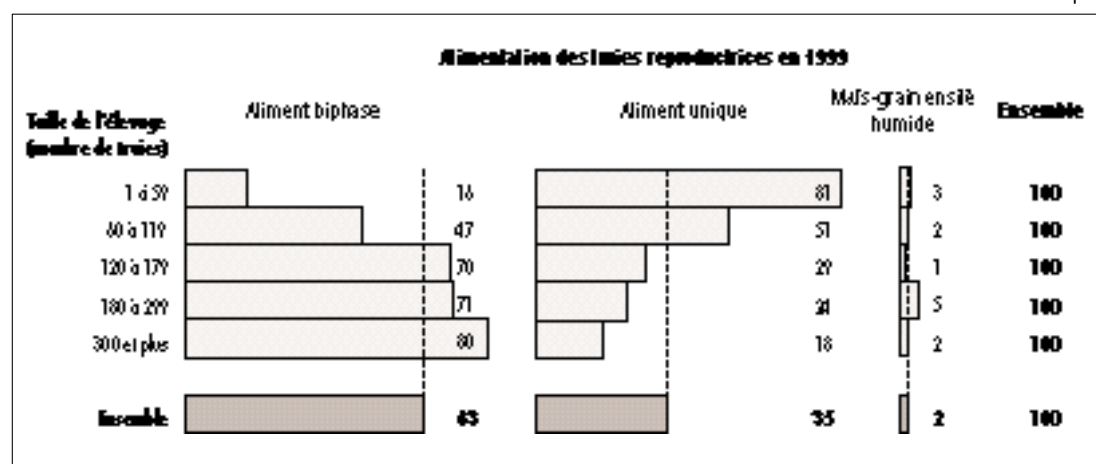 Alimentation des truies reproductrices en 1999
Taille de l'élevage
(nombre de truies)
Aliment biphase
Aliment unique
Maïs-grain ensilé
humide
Ensemble
1 à 59 16 81 3 100
60 à 119 47 51 2 100
120 à 179 70 29 1 100
180 à 299 71 24 5 100
300 et plus 80 18 2 100
Ensemble 63 35 2 100